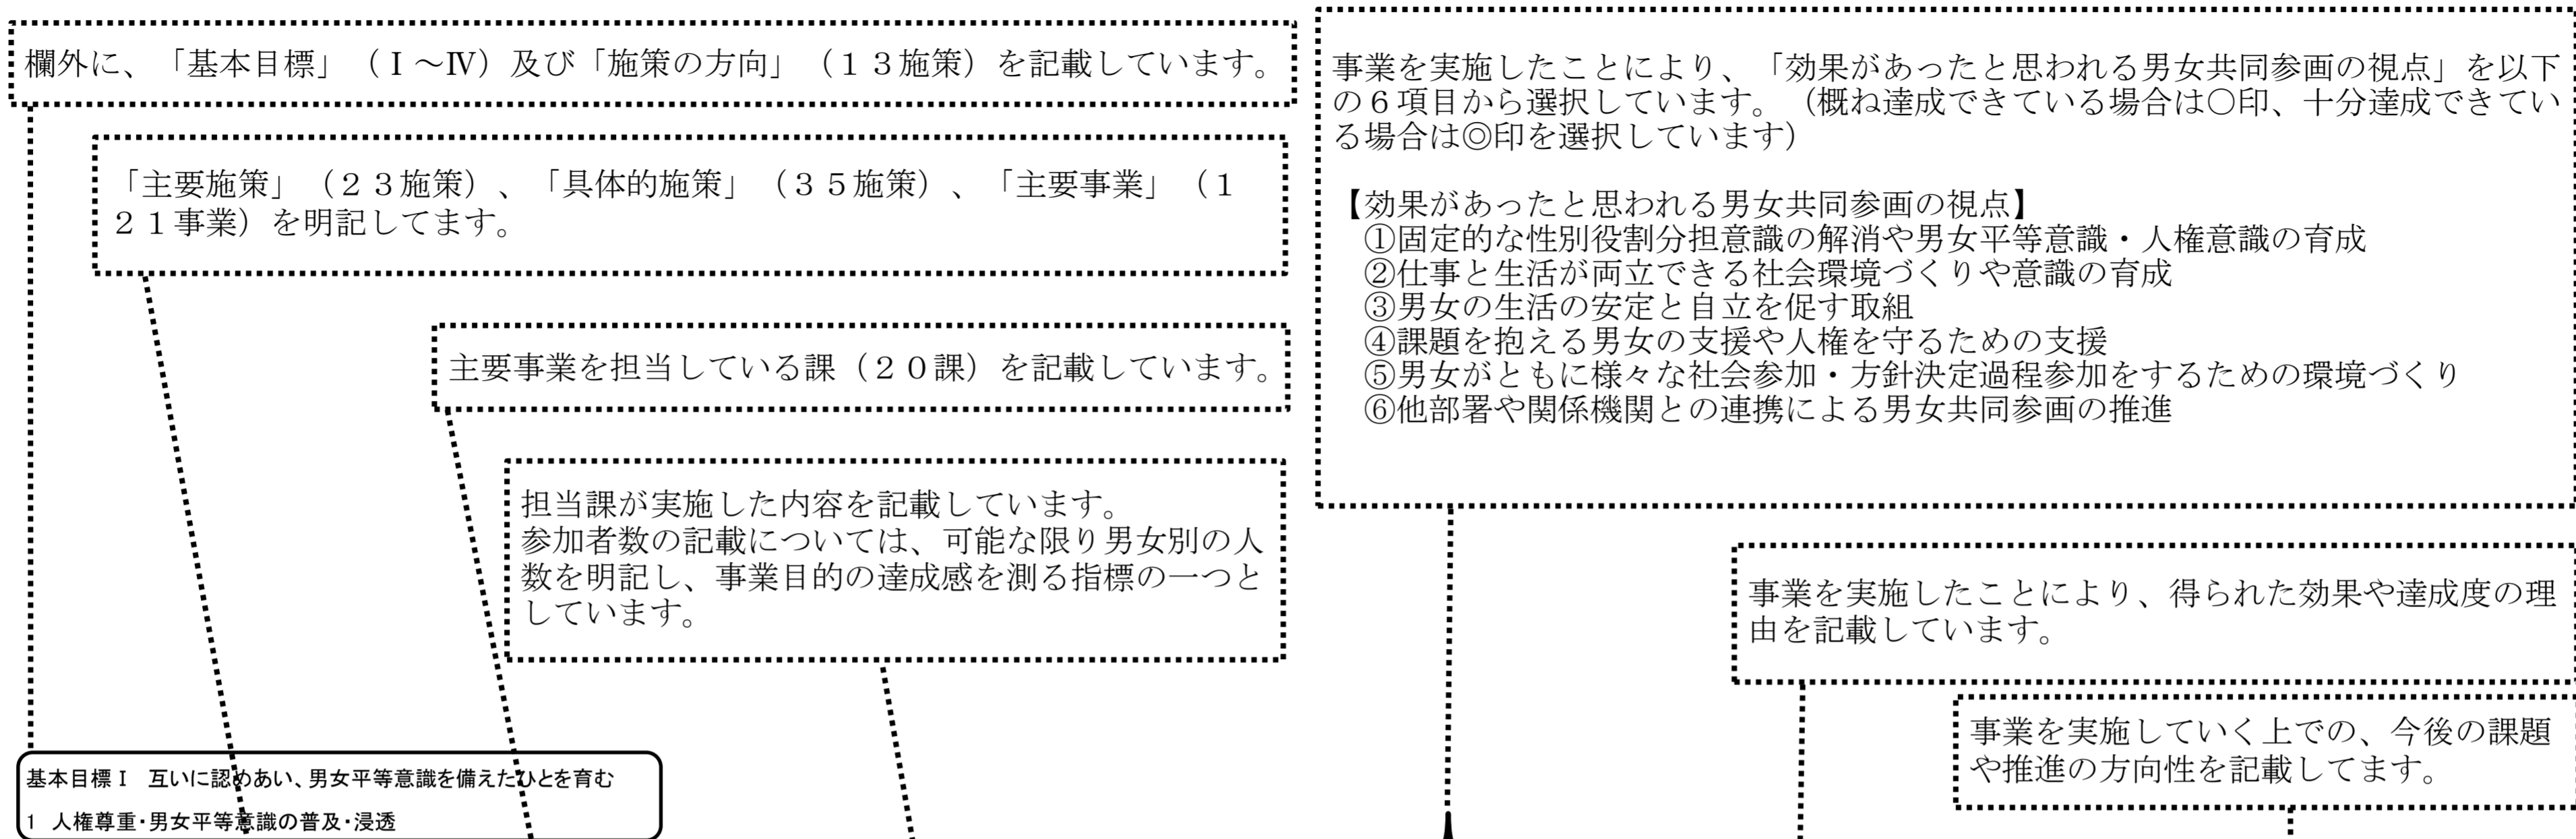 欄外に、「基本目標」（Ⅰ～Ⅳ）及び「施策の方向」（１３施策）を記載しています。
「主要施策」（２３施策）、「具体的施策」（３５施策）、「主要事業」（１
２１事業）を明記してます。
主要事業を担当している課（２０課）を記載しています。
担当課が実施した内容を記載しています。
参加者数の記載については、可能な限り男女別の人
数を明記し、事業目的の達成感を測る指標の一つと
しています。
事業を実施したことにより、「効果があったと思われる男女共同参画の視点」を以下
の６項目から選択しています。（概ね達成できている場合は○印、十分達成できてい
る場合は◎印を選択しています）
【効果があったと思われる男女共同参画の視点】
①固定的な性別役割分担意識の解消や男女平等意識・人権意識の育成
②仕事と生活が両立できる社会環境づくりや意識の育成
③男女の生活の安定と自立を促す取組
④課題を抱える男女の支援や人権を守るための支援
⑤男女がともに様々な社会参加・方針決定過程参加をするための環境づくり
⑥他部署や関係機関との連携による男女共同参画の推進
事業を実施したことにより、得られた効果や達成度の理
由を記載しています。
事業を実施していく上での、今後の課題
や推進の方向性を記載してます。
基本目標Ⅰ　互いに認めあい、男女平等意識を備えたひとを育む
1　人権尊重・男女平等意識の普及・浸透